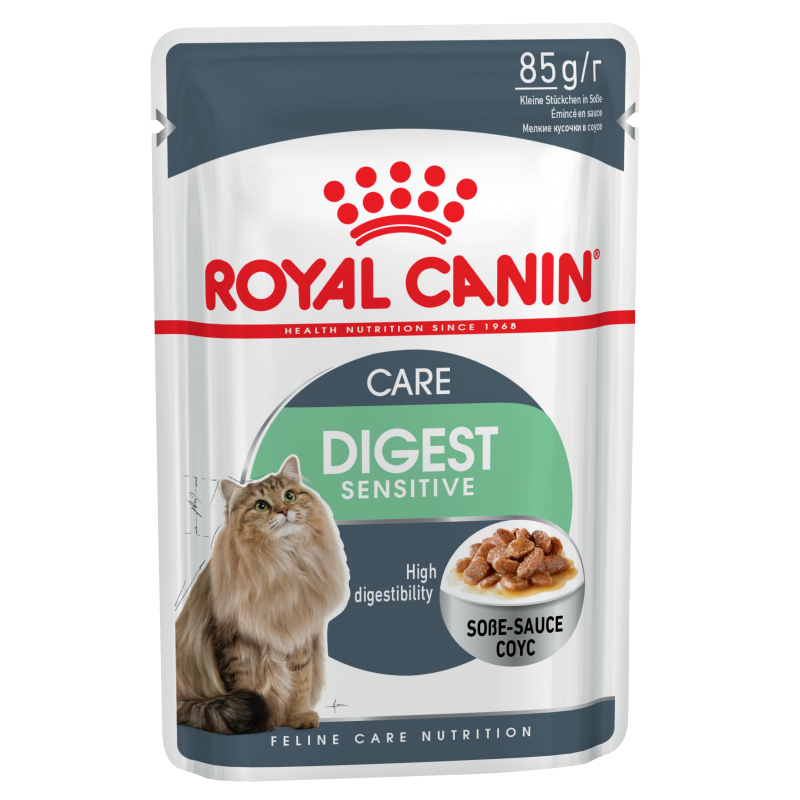 85g/г
Kleine Stückchen in Soße
Émincé en sauce
Мелкие кусочки в соусе
ROYAL CANIN®
HEALTH NUTRITION SINCE 1968
CARE
DIGEST
SENSITIVE
High
digestibility
SOßE-SAUCE
СОУС
FELINE CARE NUTRITION